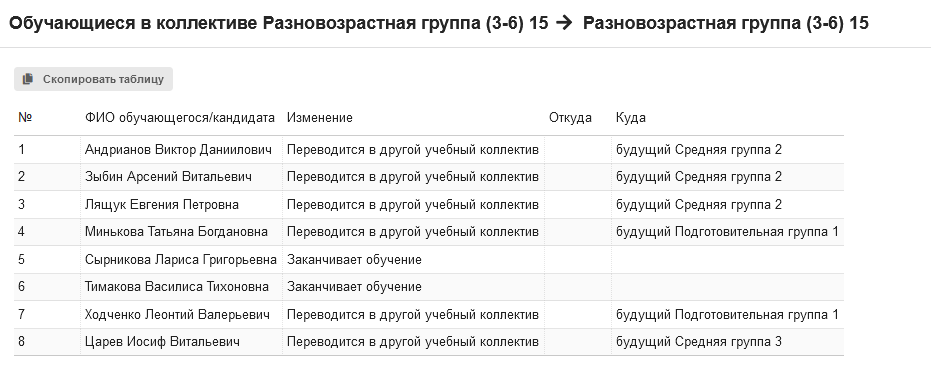 Обучающиеся в коллективе Разновозрастная группа (3-6) 15 → Разновозрастная группа (3-6) 15
Скопировать таблицу
№ ФИО обучающегося/кандидата Изменение Откуда Куда
1 Андрианов Виктор Даниилович Переводится в другой учебный коллектив будущий Средняя группа 2
2 Зыбин Арсений Витальевич Переводится в другой учебный коллектив будущий Средняя группа 2
3 Лящук Евгения Петровна Переводится в другой учебный коллектив будущий Средняя группа 2
4 Минькова Татьяна Богдановна Переводится в другой учебный коллектив будущий Подготовительная группа 1
5 Сырникова Лариса Григорьевна Заканчивает обучение
6 Тимакова Василиса Тихоновна Заканчивает обучение
7 Ходченко Леонтий Валерьевич Переводится в другой учебный коллектив будущий Подготовительная группа 1
8 Царев Иосиф Витальевич Переводится в другой учебный коллектив будущий Средняя группа 3